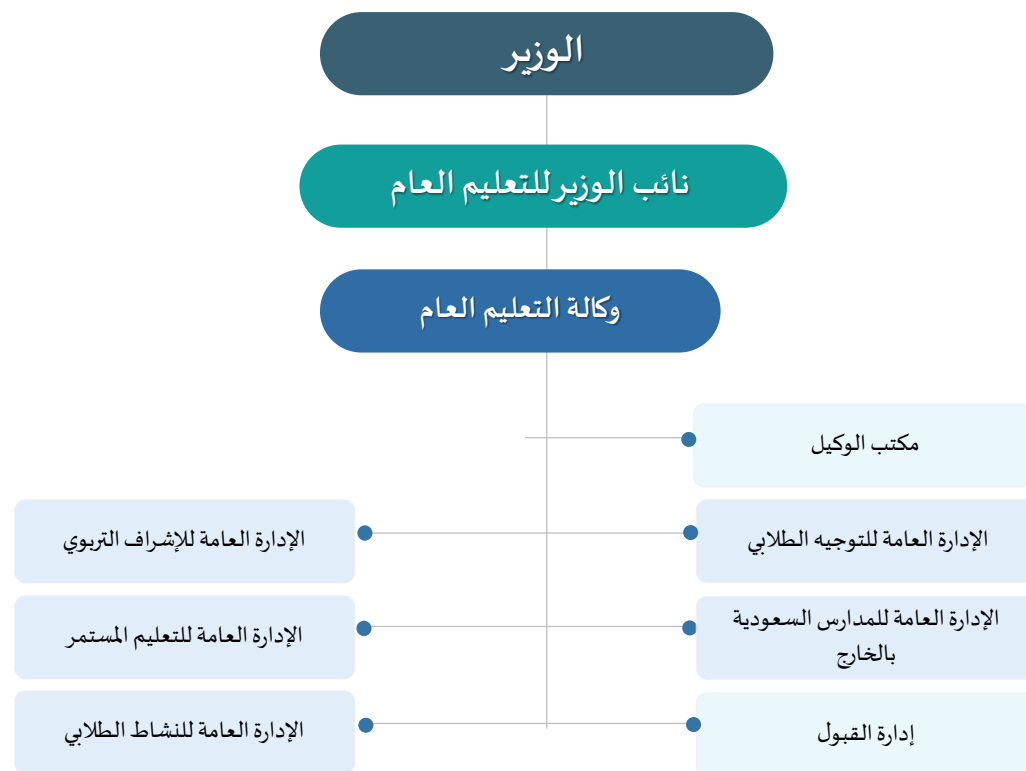 الوزير
نائب الوزير للتعليم العام
وكالة التعليم العام
مكتب الوكيل
الإدارة العامة للتوجيه الطلابي
الإدارة العامة للإشراف التربوي
الإدارة العامة للمدارس السعودية
بالخارج
الإدارة العامة للتعليم المستمر
إدارة القبول
الإدارة العامة للنشاط الطلابي